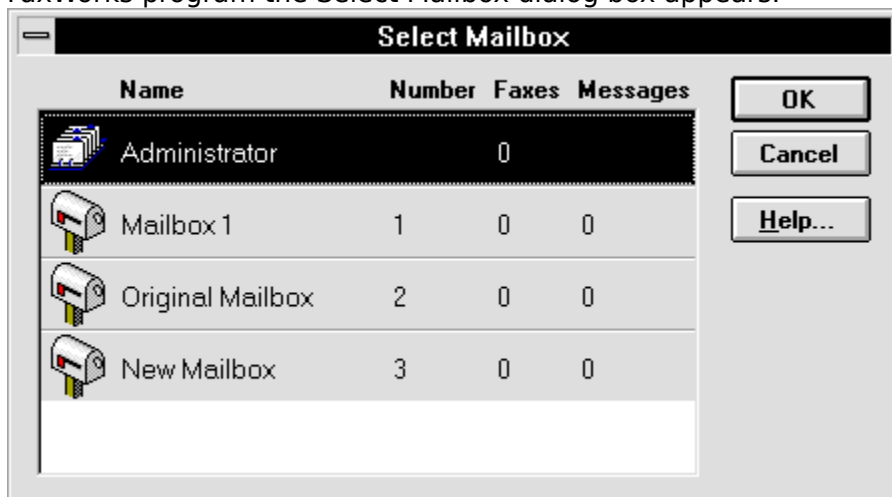 FaxWorks program the Select Mailbox dialog box appears.
Select Mailbox
Name Number Faxes Messages
OK
Administrator 0
Cancel
Mailbox 1 1 0 0
Help...
Original Mailbox 2 0 0
New Mailbox 3 0 0